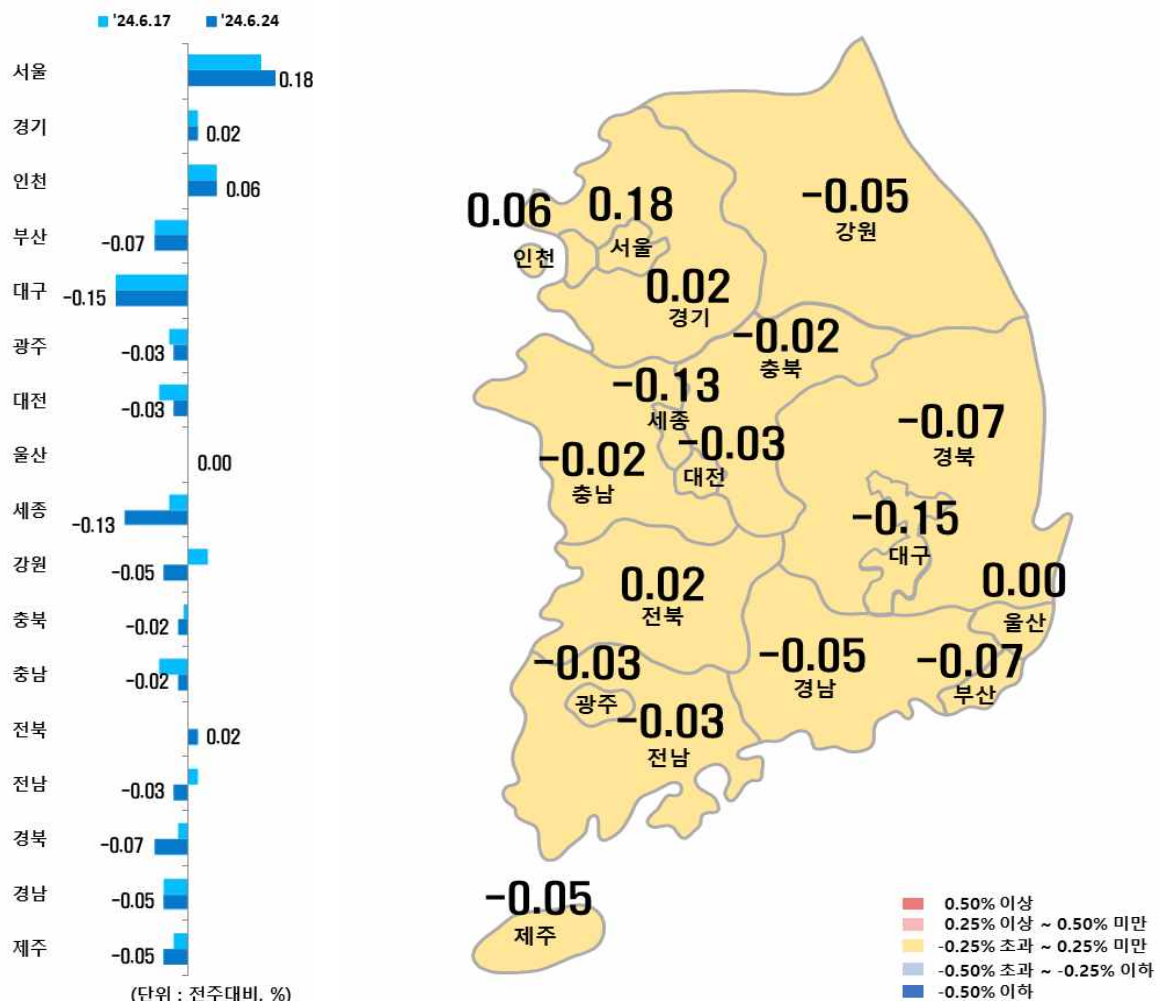 '24.6.17 '24.6.24
서울 0.18
경기 0.02
인천 0.06
부산 -0.07
대구 -0.15
광주 -0.03
대전 -0.03
울산 0.00
세종 -0.13
강원 -0.05
충북 -0.02
충남 -0.02
전북 0.02
전남 -0.03
경북 -0.07
경남 -0.05
제주 -0.05
(단위 : 전주대비, %)
0.06
인천
0.18
서울
-0.05
강원
0.02
경기
-0.02
충북
-0.13
세종
-0.03
대전
-0.02
충남
-0.07
경북
-0.15
대구
0.00
울산
0.02
전북
-0.05
경남
-0.07
부산
-0.03
광주
-0.03
전남
-0.05
제주
0.50% 이상
0.25% 이상 ~ 0.50% 미만
-0.25% 초과 ~ 0.25% 미만
-0.50% 초과 ~ -0.25% 이하
-0.50% 이하